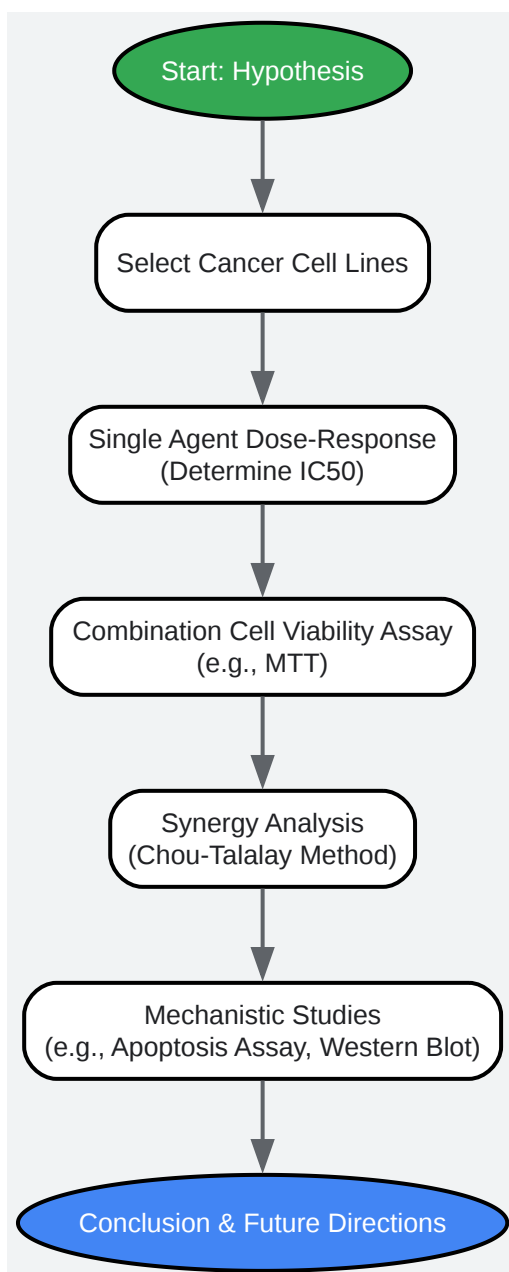 Start: Hypothesis
Select Cancer Cell Lines
Single Agent Dose-Response
(Determine IC50)
Combination Cell Viability Assay
(e.g., MTT)
Synergy Analysis
(Chou-Talalay Method)
Mechanistic Studies
(e.g., Apoptosis Assay, Western Blot)
Conclusion & Future Directions